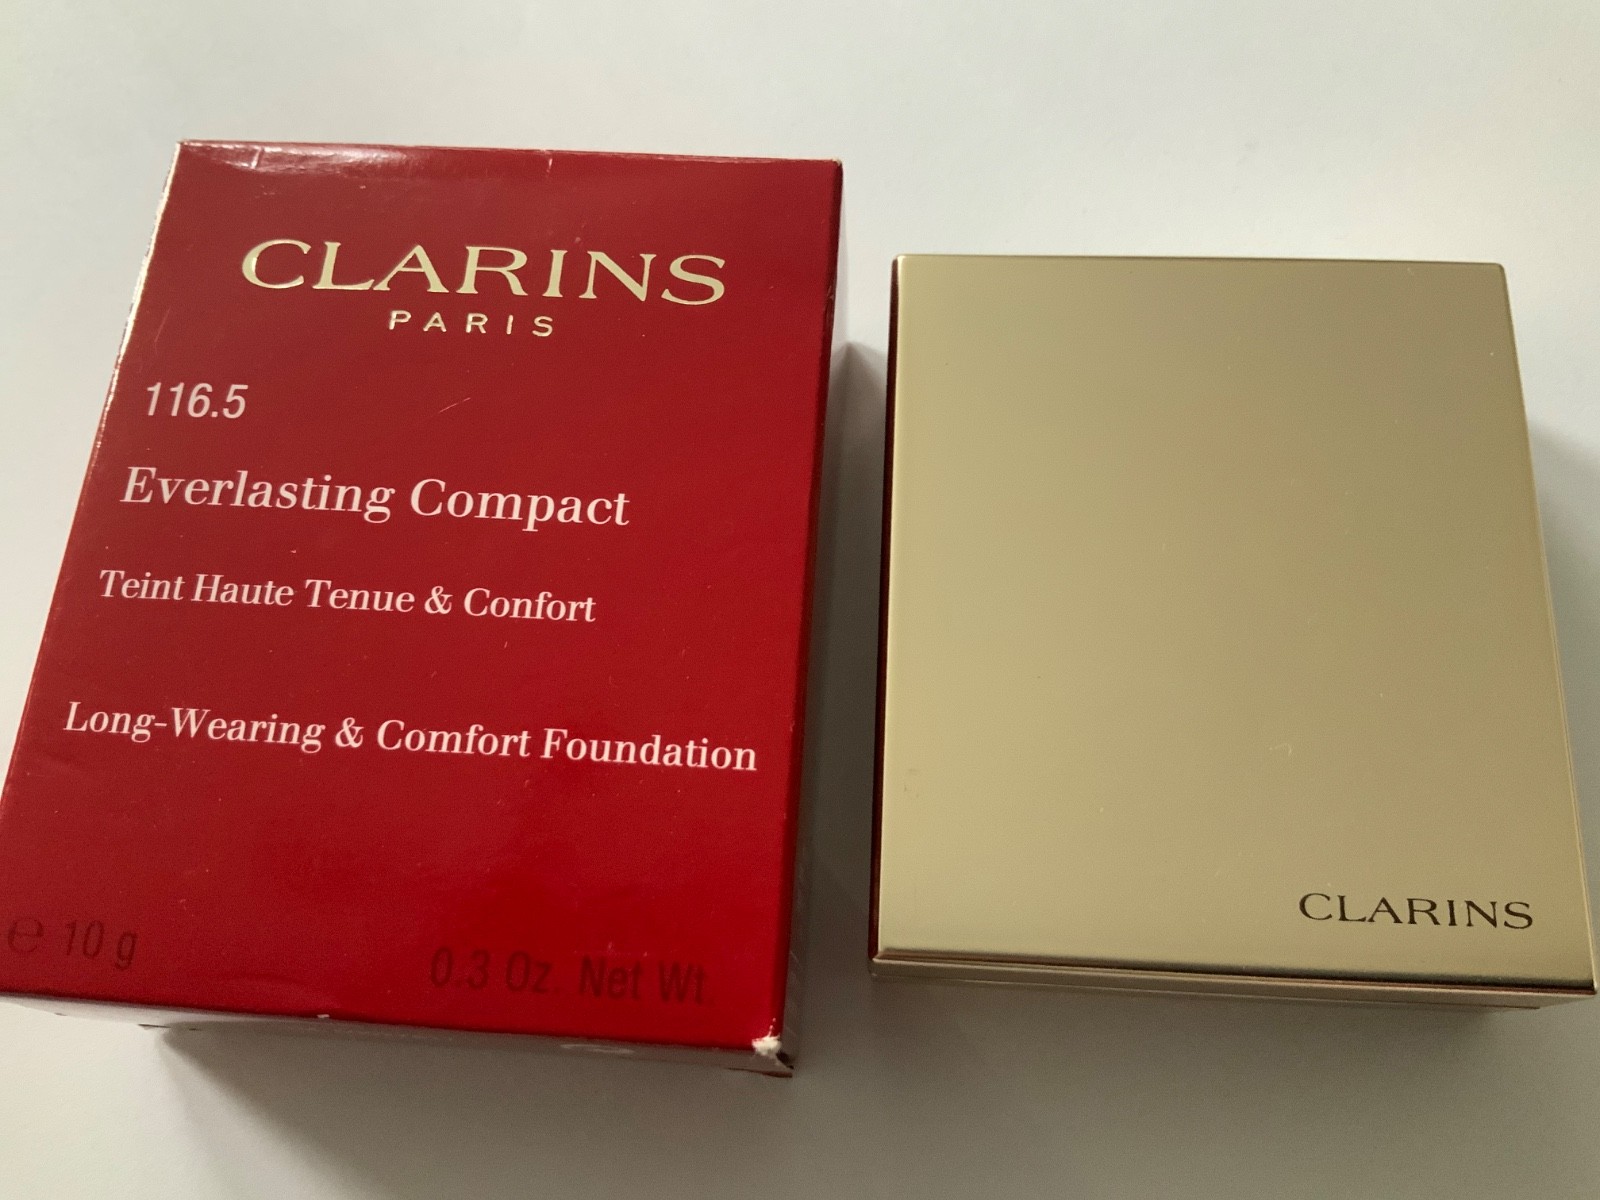 CLARINS
PARIS
116.5
Everlasting Compact
Teint Haute Tenue & Confort
Long-Wearing & Comfort Foundation
℮ 10 g
0.3 Oz. Net Wt.
CLARINS